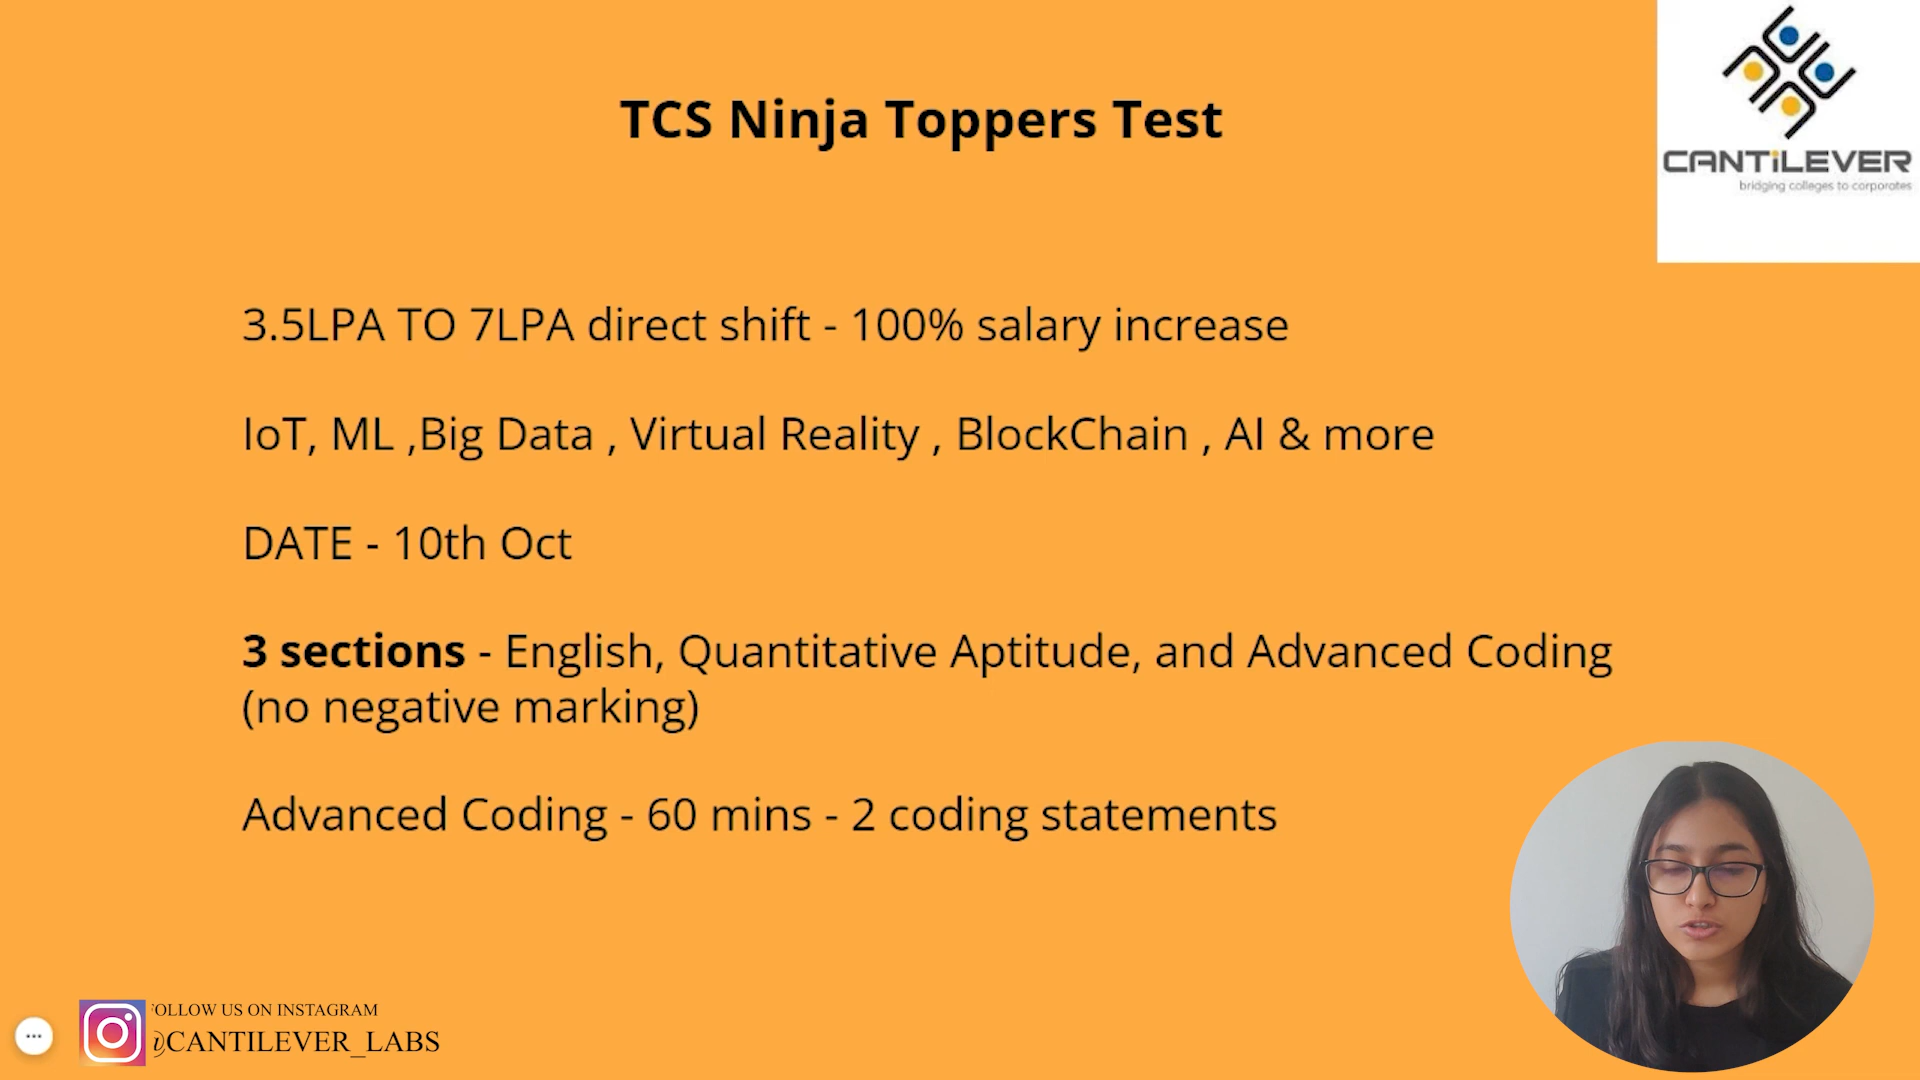 TCS Ninja Toppers Test
CANTiLEVER
bridging colleges to corporates
3.5LPA TO 7LPA direct shift - 100% salary increase
IoT, ML ,Big Data , Virtual Reality , BlockChain , AI & more
DATE - 10th Oct
3 sections - English, Quantitative Aptitude, and Advanced Coding
(no negative marking)
Advanced Coding - 60 mins - 2 coding statements
FOLLOW US ON INSTAGRAM
@CANTILEVER_LABS